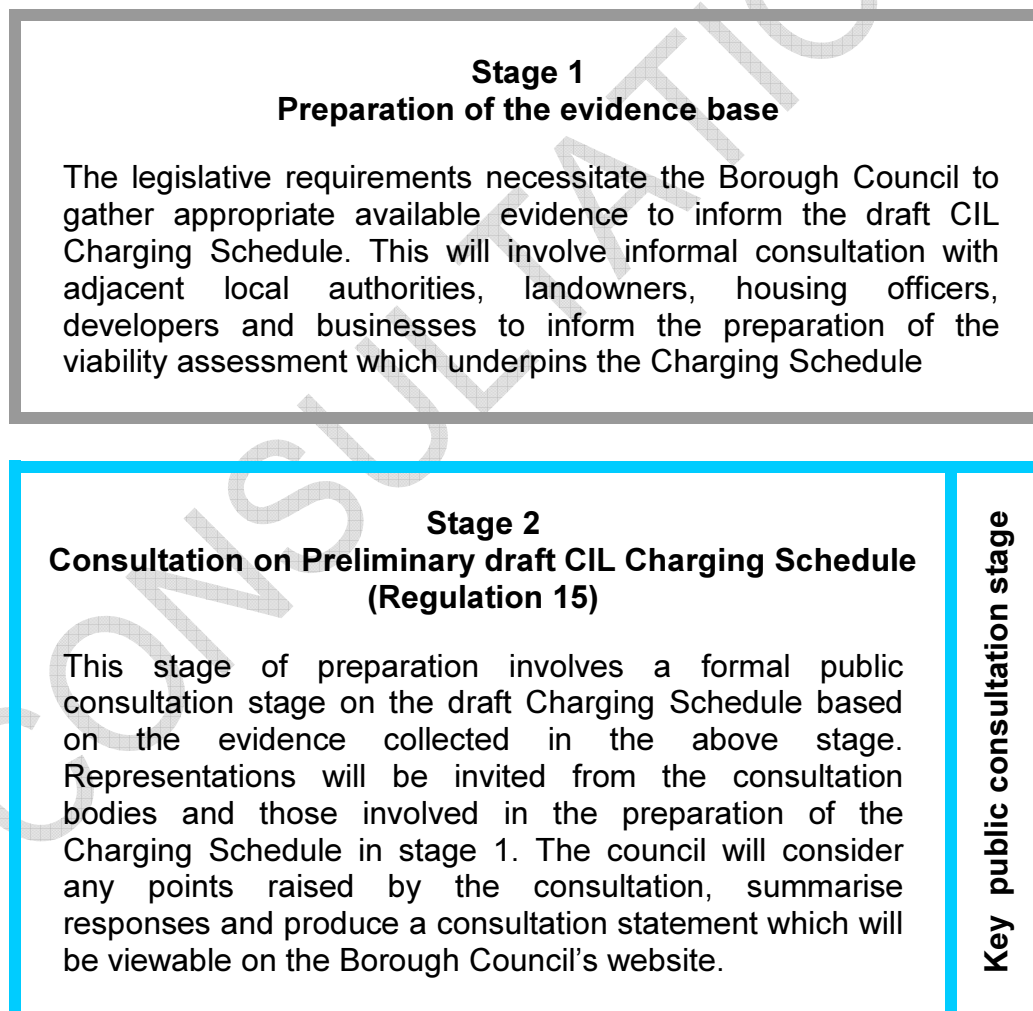 Stage 1
Preparation of the evidence base
The legislative requirements necessitate the Borough Council to
gather appropriate available evidence to inform the draft CIL
Charging Schedule. This will involve informal consultation with
adjacent local authorities, landowners, housing officers,
developers and businesses to inform the preparation of the
viability assessment which underpins the Charging Schedule
Stage 2
Consultation on Preliminary draft CIL Charging Schedule
(Regulation 15)
This stage of preparation involves a formal public
consultation stage on the draft Charging Schedule based
on the evidence collected in the above stage.
Representations will be invited from the consultation
bodies and those involved in the preparation of the
Charging Schedule in stage 1. The council will consider
any points raised by the consultation, summarise
responses and produce a consultation statement which will
be viewable on the Borough Council's website.
Key public consultation stage
CONSULTATIO